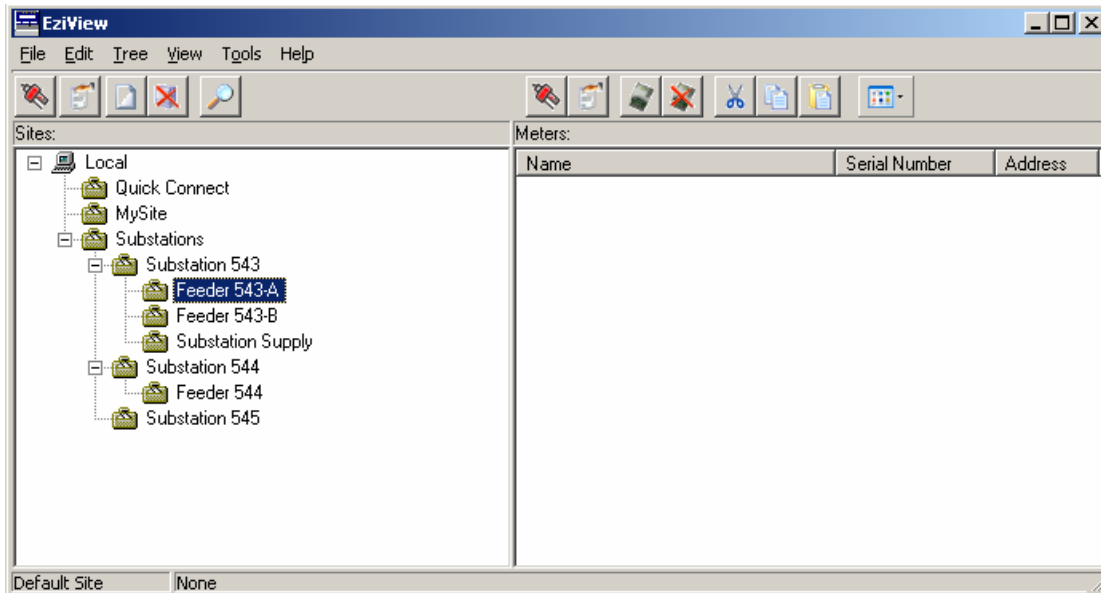 EziView
File Edit Tree View Tools Help
Sites:
Meters:
Local
Quick Connect
MySite
Substations
Substation 543
Feeder 543-A
Feeder 543-B
Substation Supply
Substation 544
Feeder 544
Substation 545
Name Serial Number Address
Default Site None